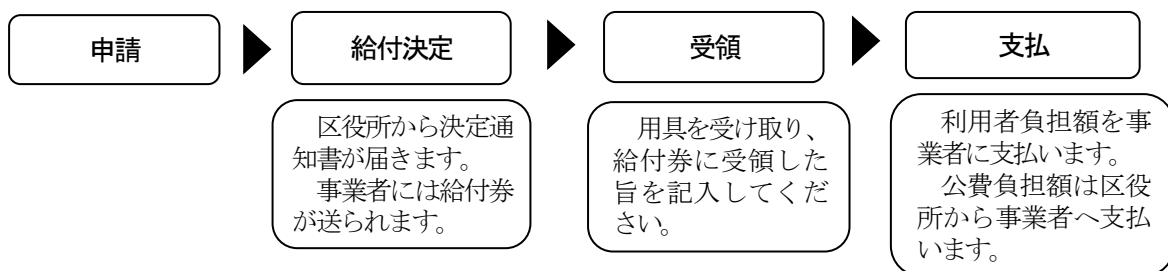 申請
給付決定
受領
支払
区役所から決定通
知書が届きます。
事業者には給付券
が送られます。
用具を受け取り、
給付券に受領した
旨を記入してくだ
さい。
利用者負担額を事
業者に支払います。
公費負担額は区役
所から事業者へ支払
います。